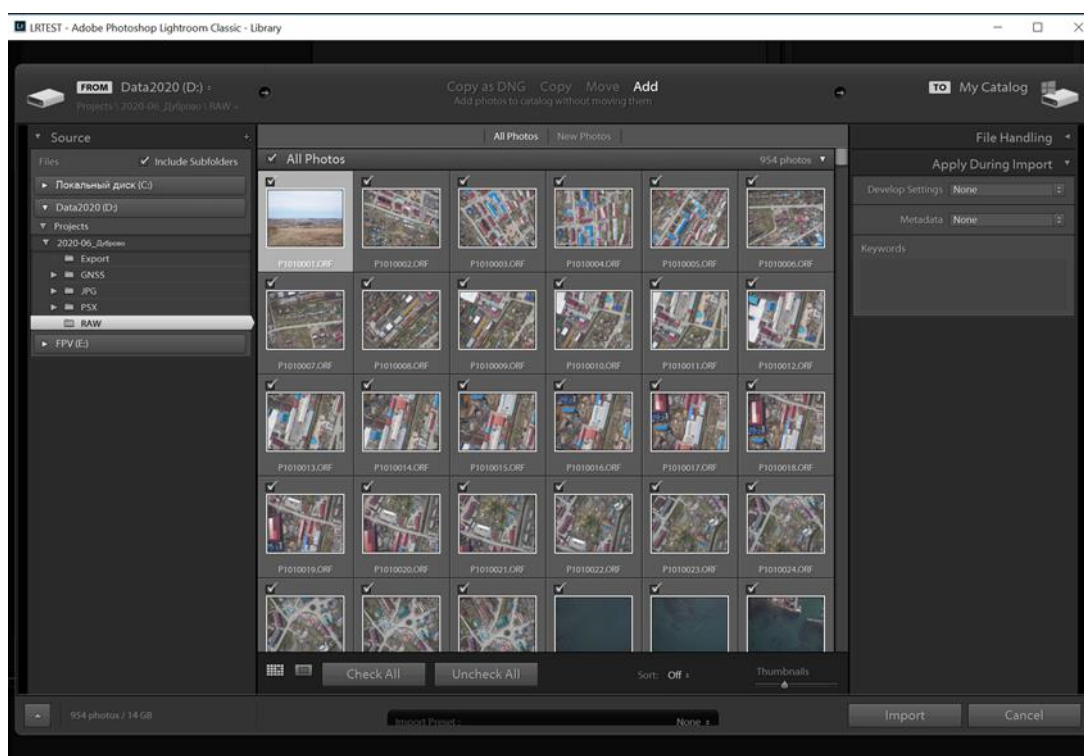 LRTEST - Adobe Photoshop Lightroom Classic - Library
FROM Data2020 (D:)
Projects \ 2020-06_Дуброво \ RAW
Copy as DNG Copy Move Add
Add photos to catalog without moving them
TO My Catalog
Source
Files Include Subfolders
Локальный диск (C:)
Data2020 (D:)
Projects
2020-06_Дуброво
Export
GNSS
JPG
PSX
RAW
FPV (E:)
All Photos New Photos
All Photos 954 photos
P1010001.ORF P1010002.ORF P1010003.ORF P1010004.ORF P1010005.ORF P1010006.ORF
P1010007.ORF P1010008.ORF P1010009.ORF P1010010.ORF P1010011.ORF P1010012.ORF
P1010013.ORF P1010014.ORF P1010015.ORF P1010016.ORF P1010017.ORF P1010018.ORF
P1010019.ORF P1010020.ORF P1010021.ORF P1010022.ORF P1010023.ORF P1010024.ORF
Check All Uncheck All Sort: Off Thumbnails
File Handling
Apply During Import
Develop Settings None
Metadata None
Keywords
954 photos / 14 GB
Import Preset : None
Import Cancel